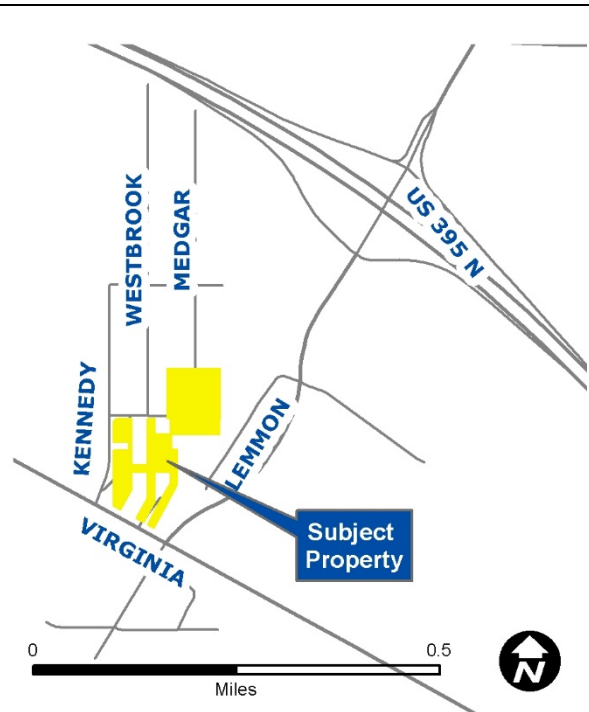 WESTBROOK
MEDGAR
US 395 N
KENNEDY
LEMMON
VIRGINIA
Subject
Property
0
0.5
Miles
N